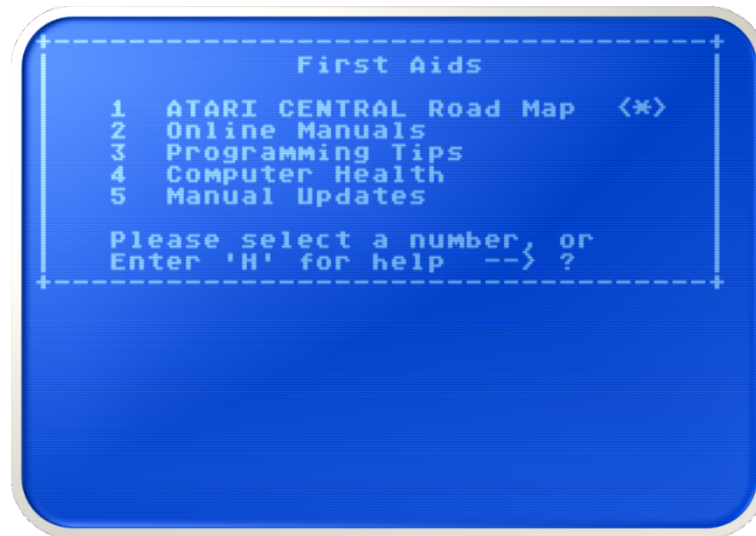 First Aids
1 ATARI CENTRAL Road Map <*>
2 Online Manuals
3 Programming Tips
4 Computer Health
5 Manual Updates
Please select a number, or
Enter 'H' for help --> ?